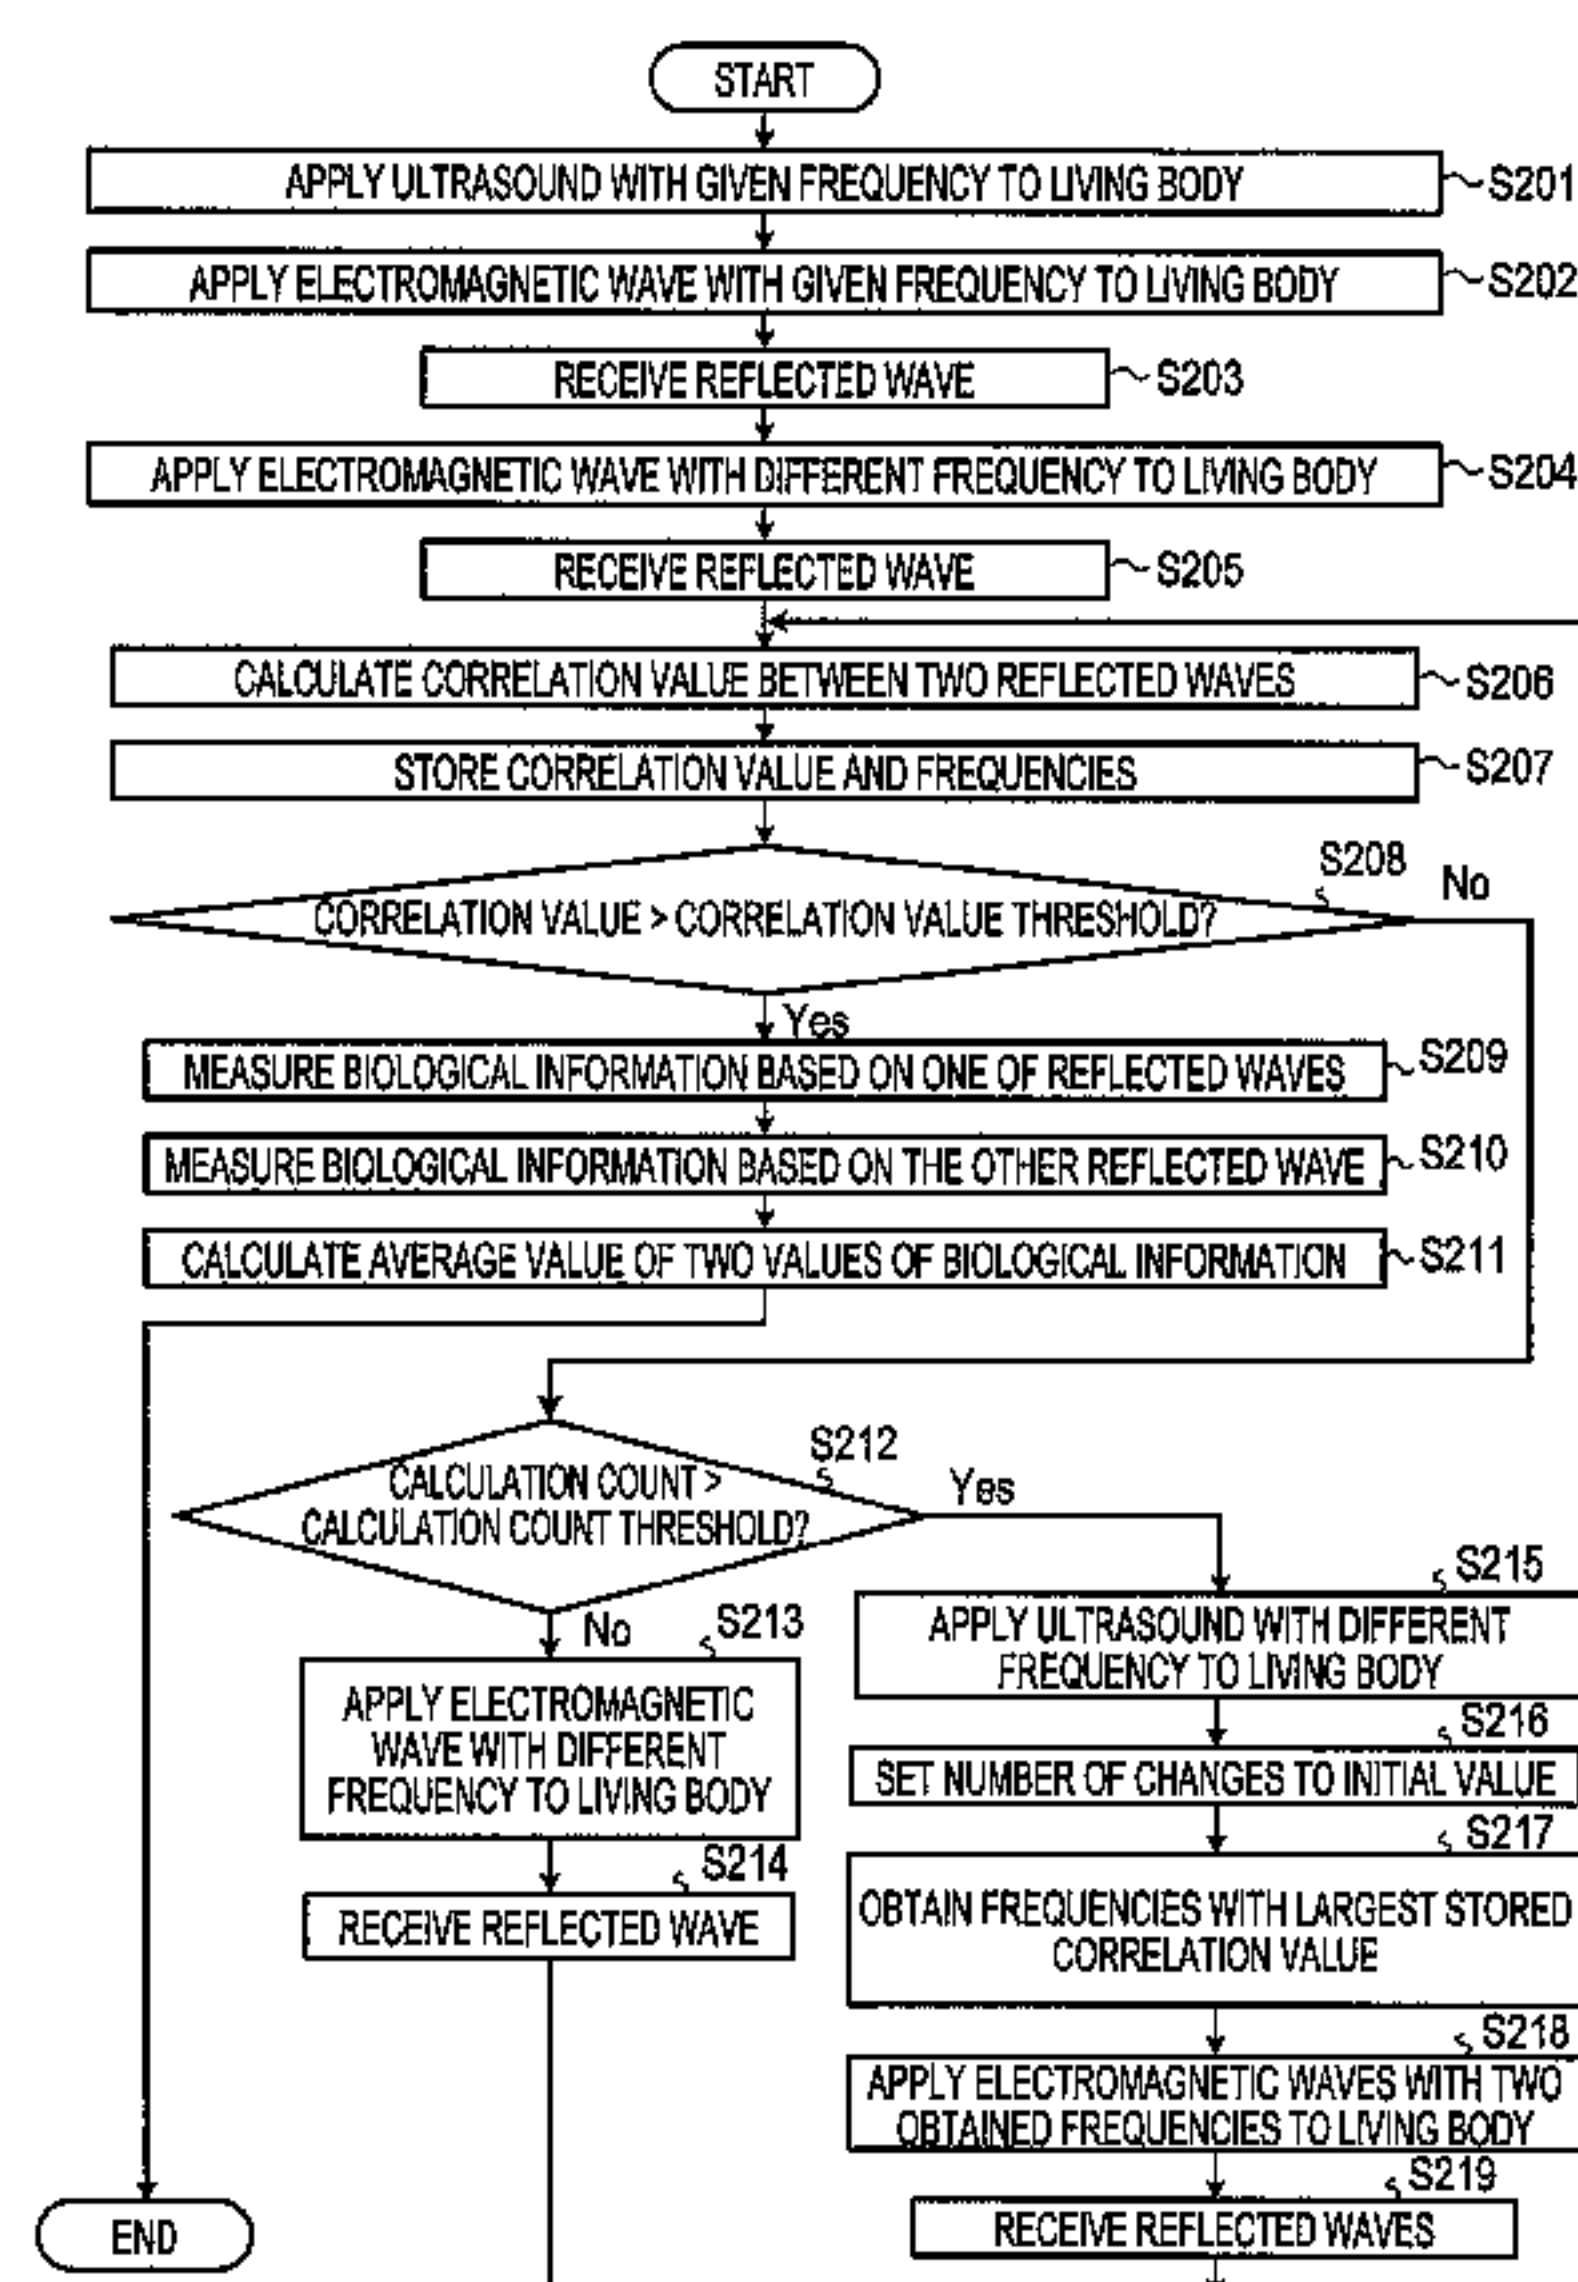 START
APPLY ULTRASOUND WITH GIVEN FREQUENCY TO LIVING BODY
S201
APPLY ELECTROMAGNETIC WAVE WITH GIVEN FREQUENCY TO LIVING BODY
S202
RECEIVE REFLECTED WAVE
S203
APPLY ELECTROMAGNETIC WAVE WITH DIFFERENT FREQUENCY TO LIVING BODY
S204
RECEIVE REFLECTED WAVE
S205
CALCULATE CORRELATION VALUE BETWEEN TWO REFLECTED WAVES
S206
STORE CORRELATION VALUE AND FREQUENCIES
S207
S208
No
CORRELATION VALUE > CORRELATION VALUE THRESHOLD?
Yes
MEASURE BIOLOGICAL INFORMATION BASED ON ONE OF REFLECTED WAVES
S209
MEASURE BIOLOGICAL INFORMATION BASED ON THE OTHER REFLECTED WAVE
S210
CALCULATE AVERAGE VALUE OF TWO VALUES OF BIOLOGICAL INFORMATION
S211
S212
CALCULATION COUNT >
CALCULATION COUNT THRESHOLD?
Yes
No
S213
APPLY ELECTROMAGNETIC
WAVE WITH DIFFERENT
FREQUENCY TO LIVING BODY
S214
RECEIVE REFLECTED WAVE
S215
APPLY ULTRASOUND WITH DIFFERENT
FREQUENCY TO LIVING BODY
S216
SET NUMBER OF CHANGES TO INITIAL VALUE
S217
OBTAIN FREQUENCIES WITH LARGEST STORED
CORRELATION VALUE
S218
APPLY ELECTROMAGNETIC WAVES WITH TWO
OBTAINED FREQUENCIES TO LIVING BODY
S219
RECEIVE REFLECTED WAVES
END